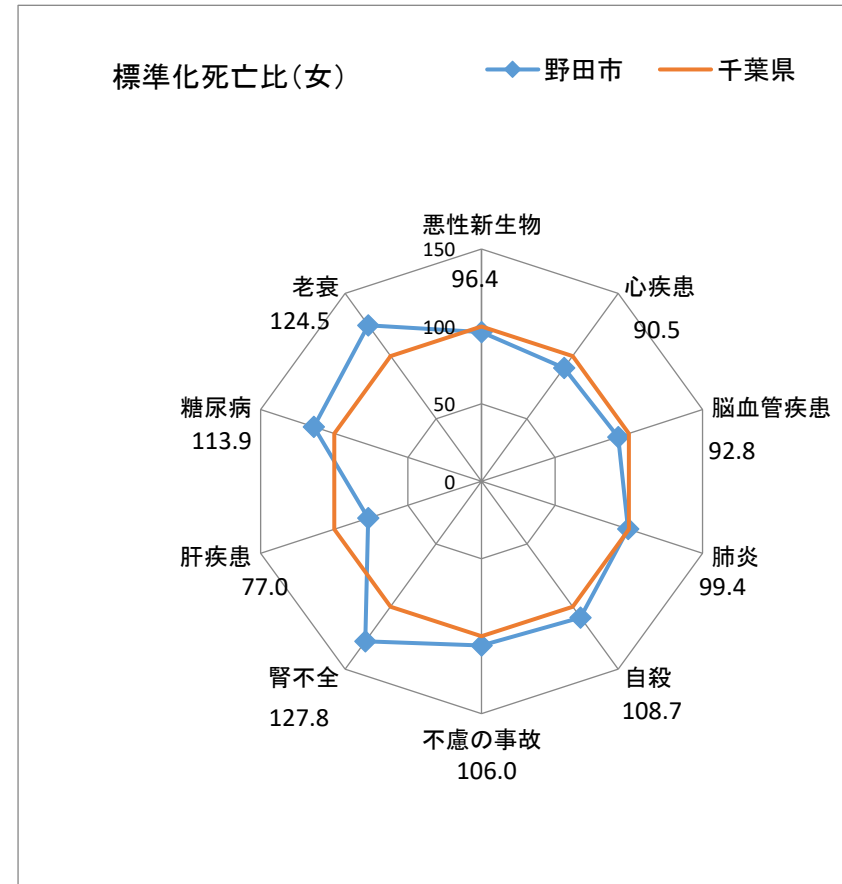 標準化死亡比(女)
野田市
千葉県
悪性新生物
96.4
心疾患
90.5
脳血管疾患
92.8
肺炎
99.4
自殺
108.7
不慮の事故
106.0
腎不全
127.8
肝疾患
77.0
糖尿病
113.9
老衰
124.5
150
100
50
0